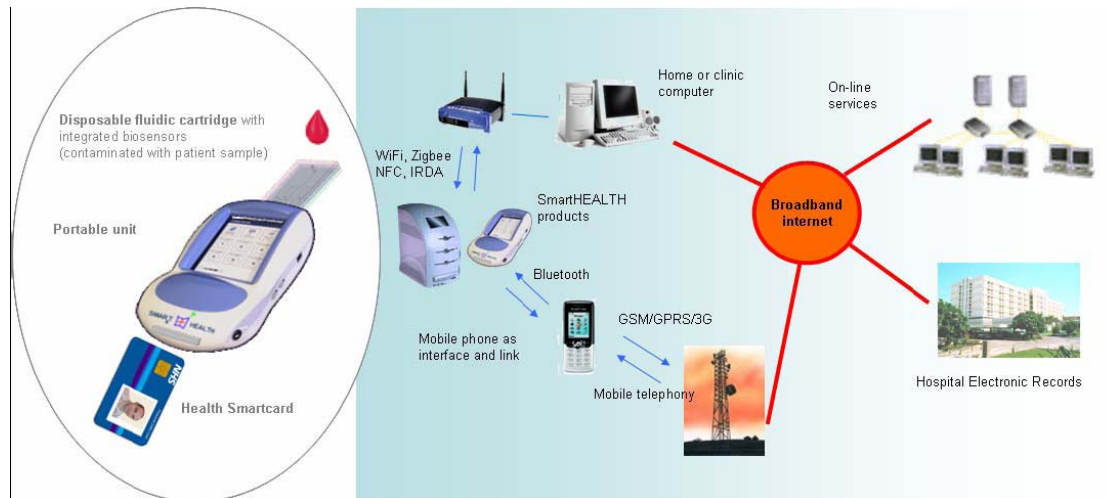 Disposable fluidic cartridge with
integrated biosensors
(contaminated with patient sample)
Portable unit
SMART HEALTH
Health Smartcard
WiFi, Zigbee
NFC, IRDA
Home or clinic
computer
SmartHEALTH
products
Bluetooth
Mobile phone as
interface and link
GSM/GPRS/3G
Mobile telephony
On-line
services
Broadband
internet
Hospital Electronic Records